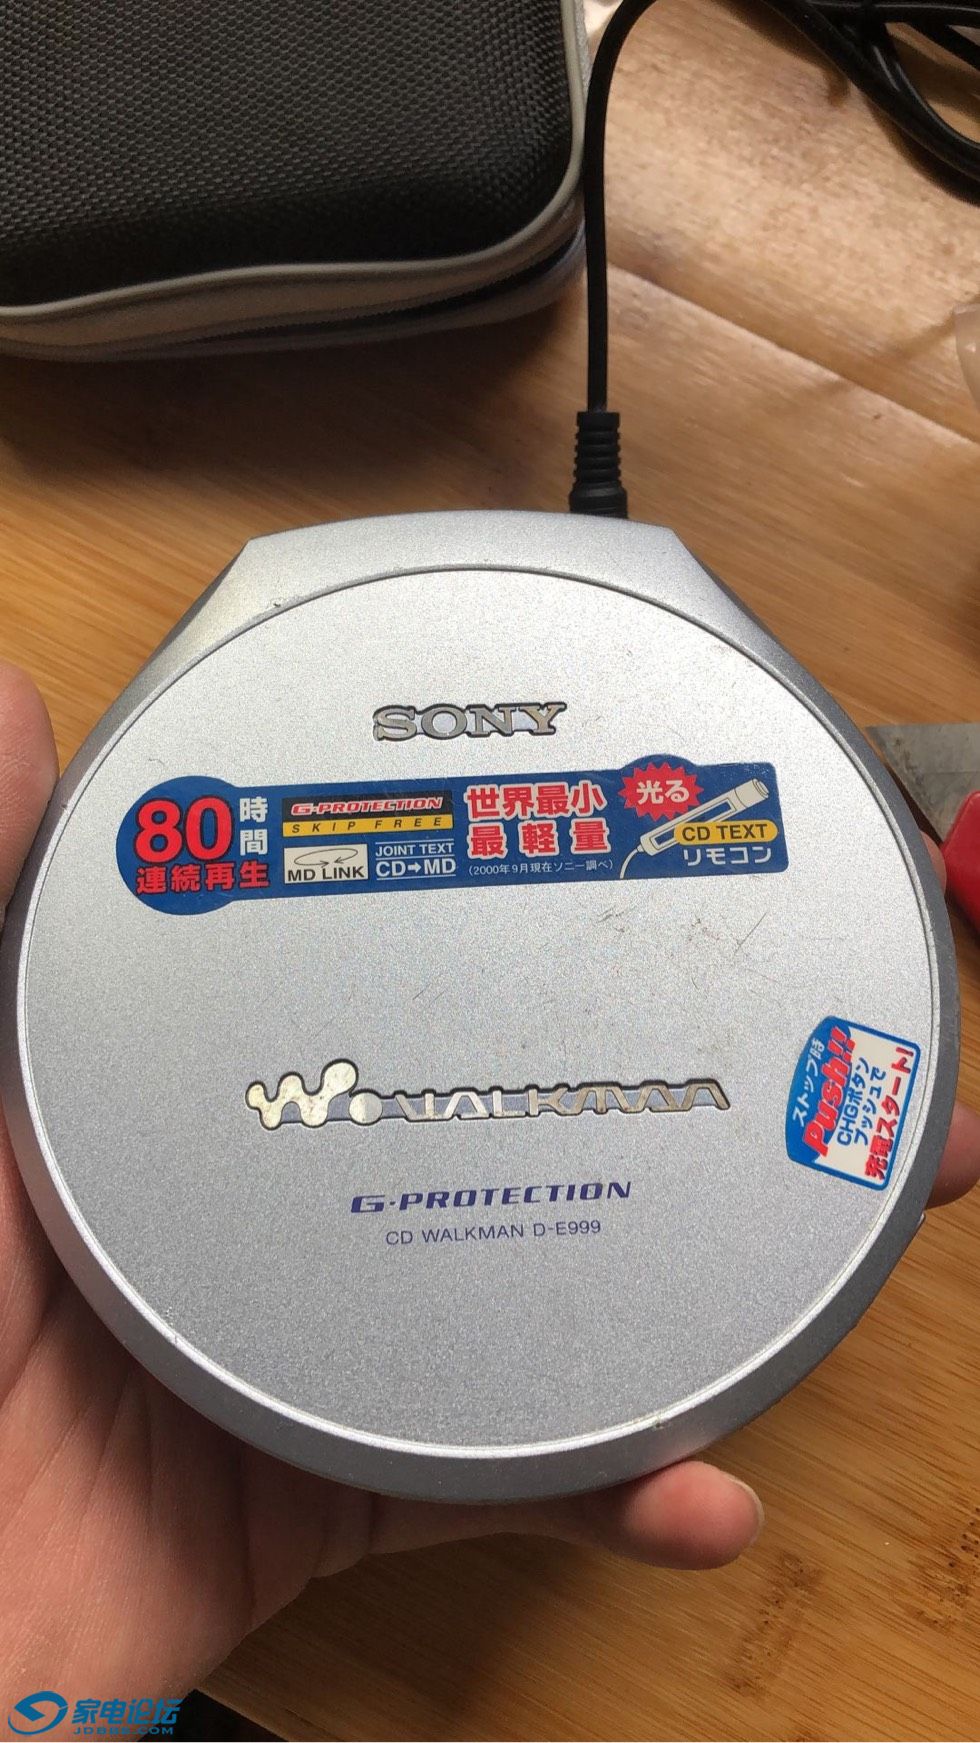 SONY
80時間
連続再生
G-PROTECTION
SKIP FREE
MD LINK
JOINT TEXT
CD➡MD
世界最小
最軽量
(2000年9月現在ソニー調べ)
光る
CD TEXT
リモコン
WALKMAN
ストップ時
Push!!
CHGボタン
プッシュで
充電スタート!
G-PROTECTION
CD WALKMAN D-E999
家电论坛
JDBBS.COM